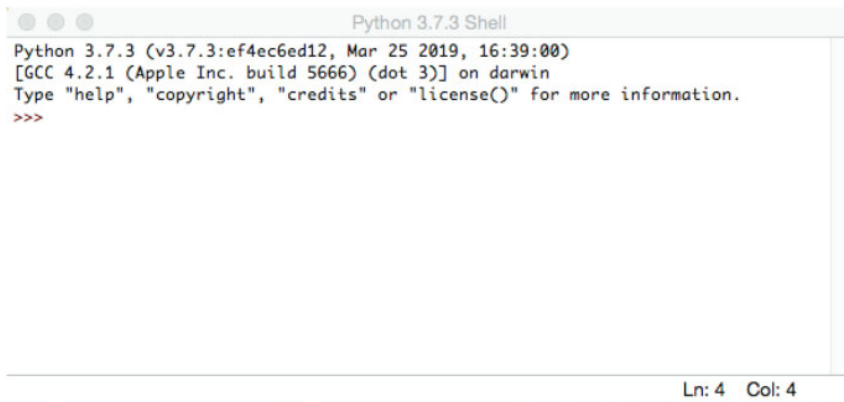 Python 3.7.3 Shell
Python 3.7.3 (v3.7.3:ef4ec6ed12, Mar 25 2019, 16:39:00)
[GCC 4.2.1 (Apple Inc. build 5666) (dot 3)] on darwin
Type "help", "copyright", "credits" or "license()" for more information.
>>>
Ln: 4 Col: 4